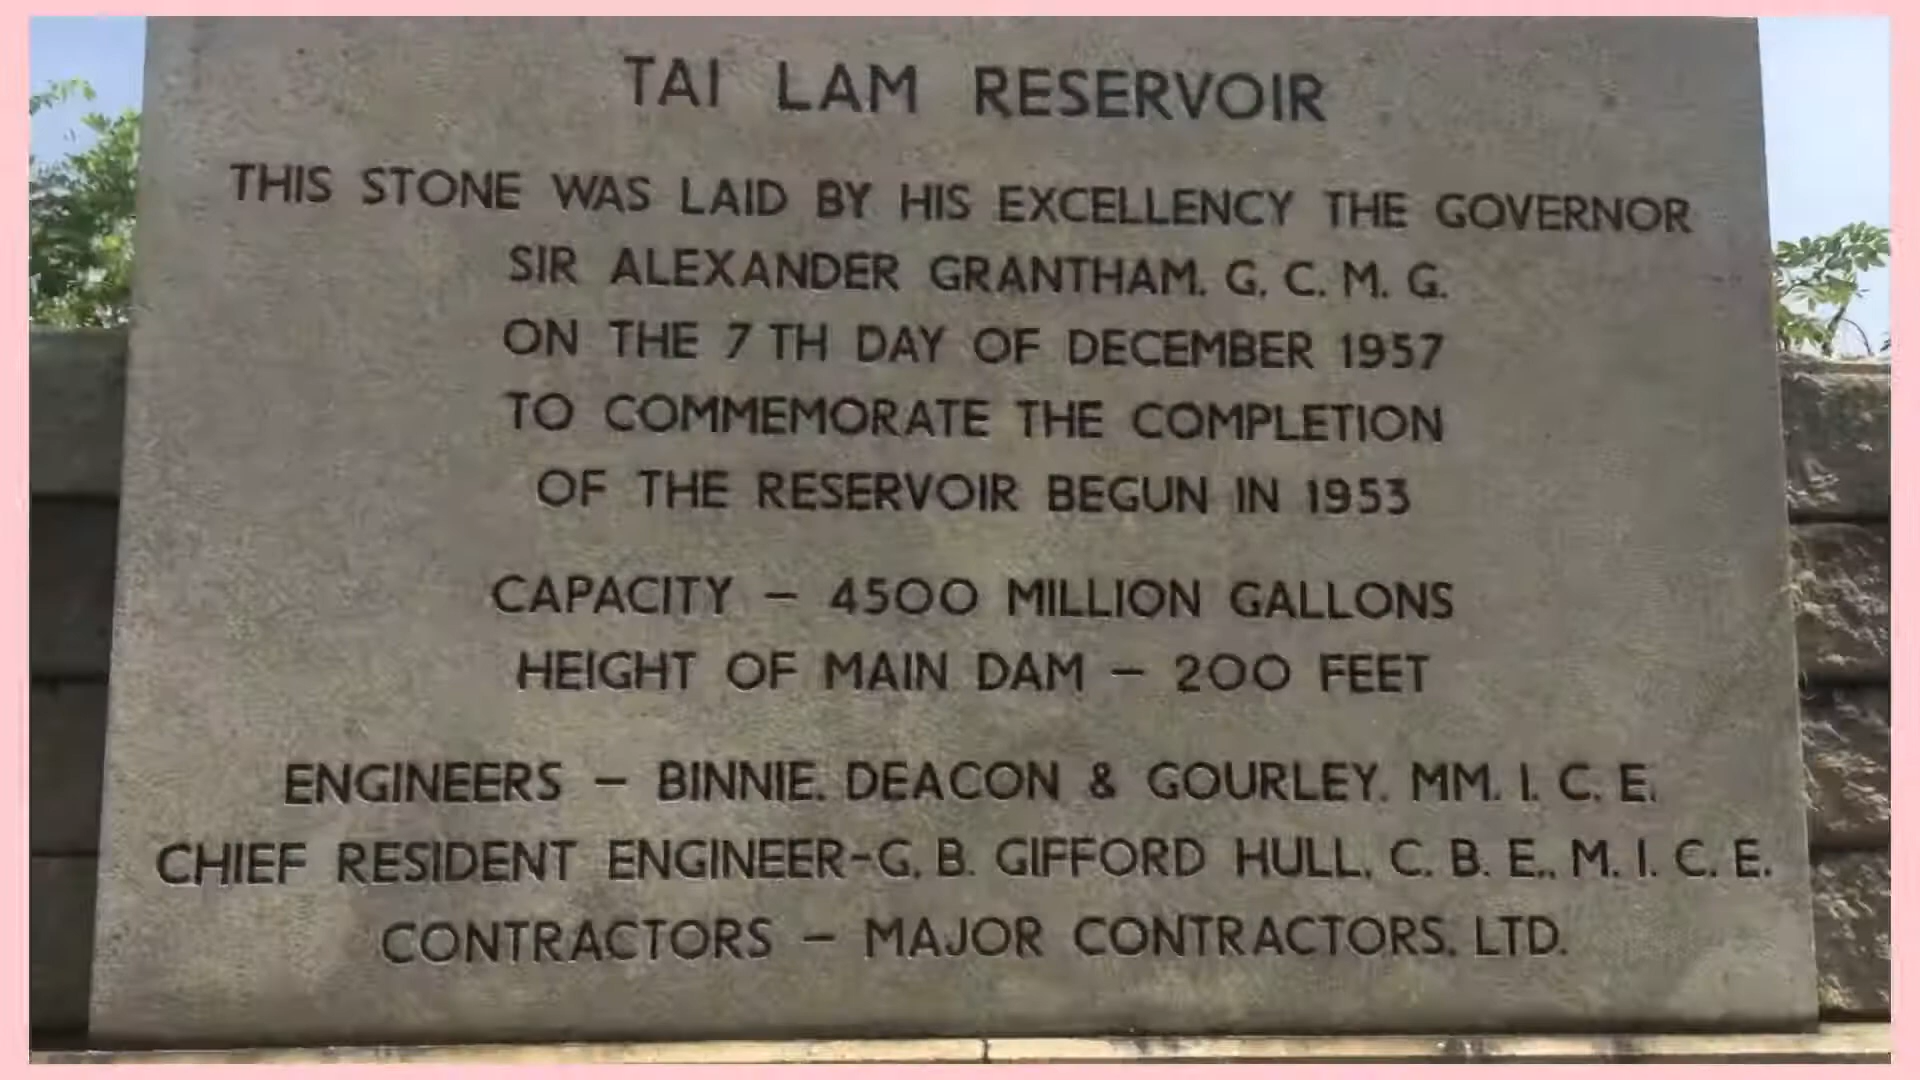 TAI LAM RESERVOIR
THIS STONE WAS LAID BY HIS EXCELLENCY THE GOVERNOR
SIR ALEXANDER GRANTHAM. G. C. M. G.
ON THE 7 TH DAY OF DECEMBER 1957
TO COMMEMORATE THE COMPLETION
OF THE RESERVOIR BEGUN IN 1953
CAPACITY – 4500 MILLION GALLONS
HEIGHT OF MAIN DAM – 200 FEET
ENGINEERS – BINNIE. DEACON & GOURLEY. MM. I. C. E.
CHIEF RESIDENT ENGINEER-G. B. GIFFORD HULL. C. B. E.. M. I. C. E.
CONTRACTORS – MAJOR CONTRACTORS. LTD.